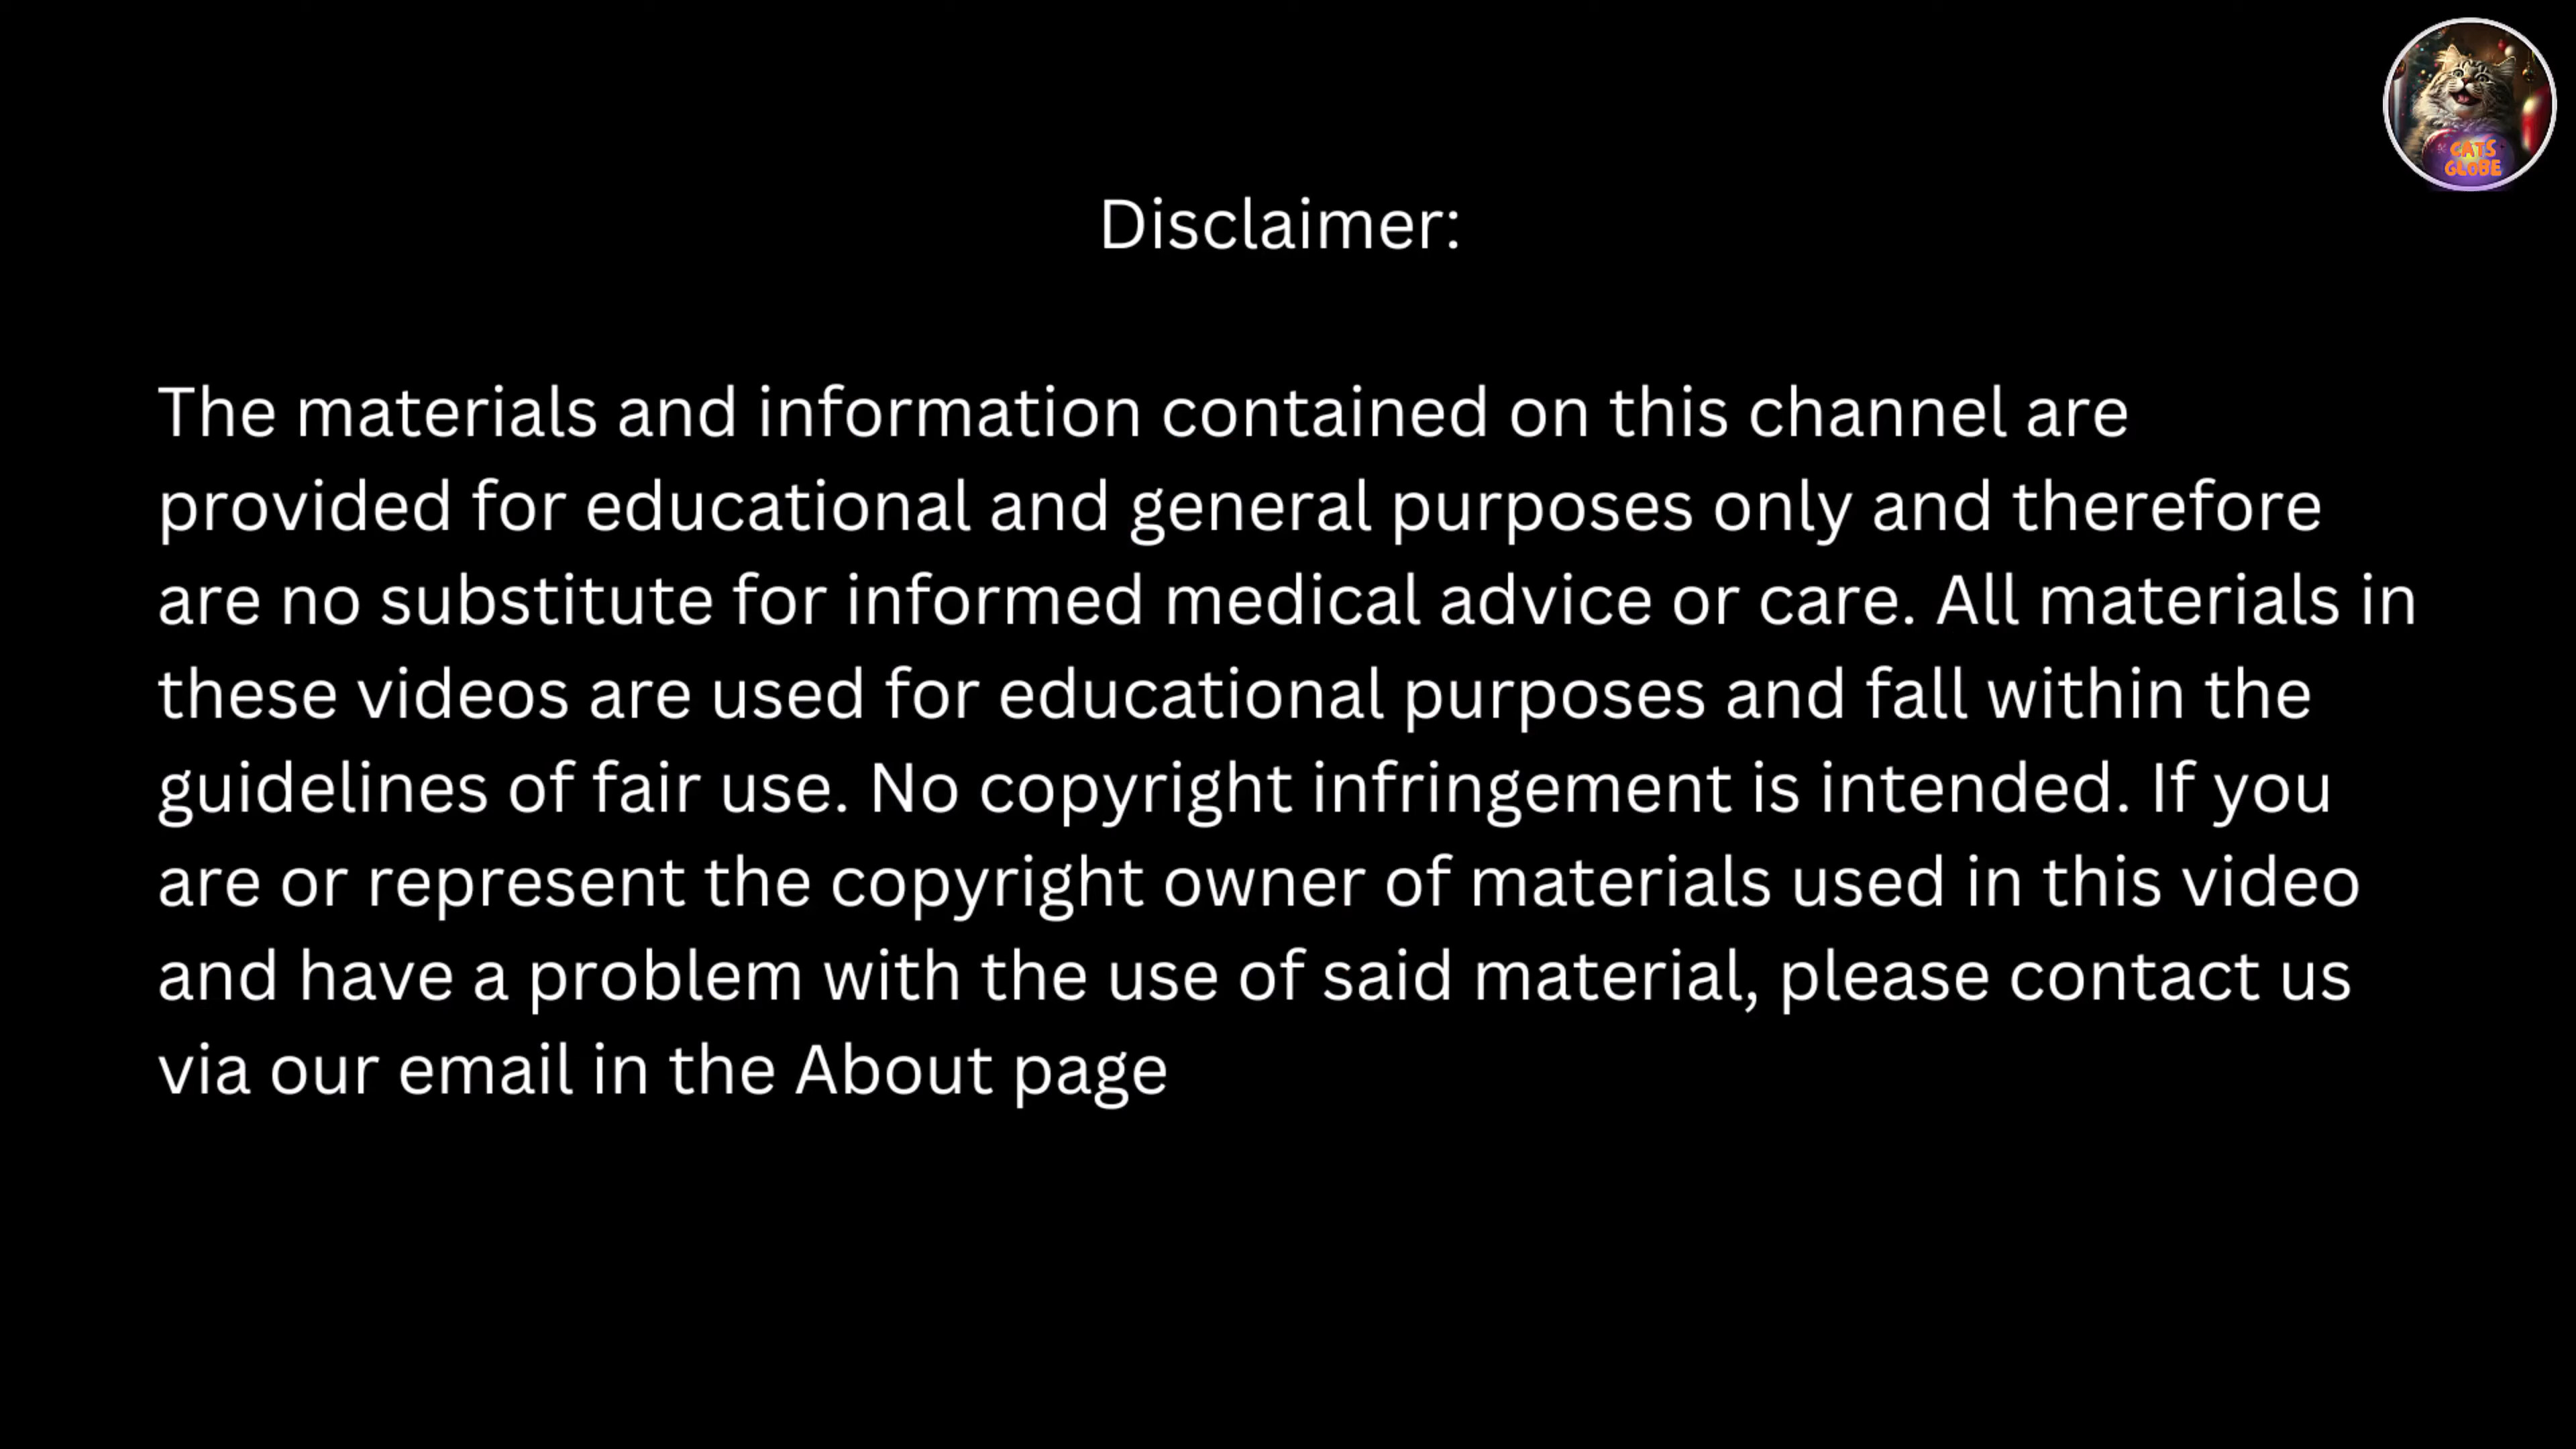 CATS
GLOBE
Disclaimer:
The materials and information contained on this channel are
provided for educational and general purposes only and therefore
are no substitute for informed medical advice or care. All materials in
these videos are used for educational purposes and fall within the
guidelines of fair use. No copyright infringement is intended. If you
are or represent the copyright owner of materials used in this video
and have a problem with the use of said material, please contact us
via our email in the About page